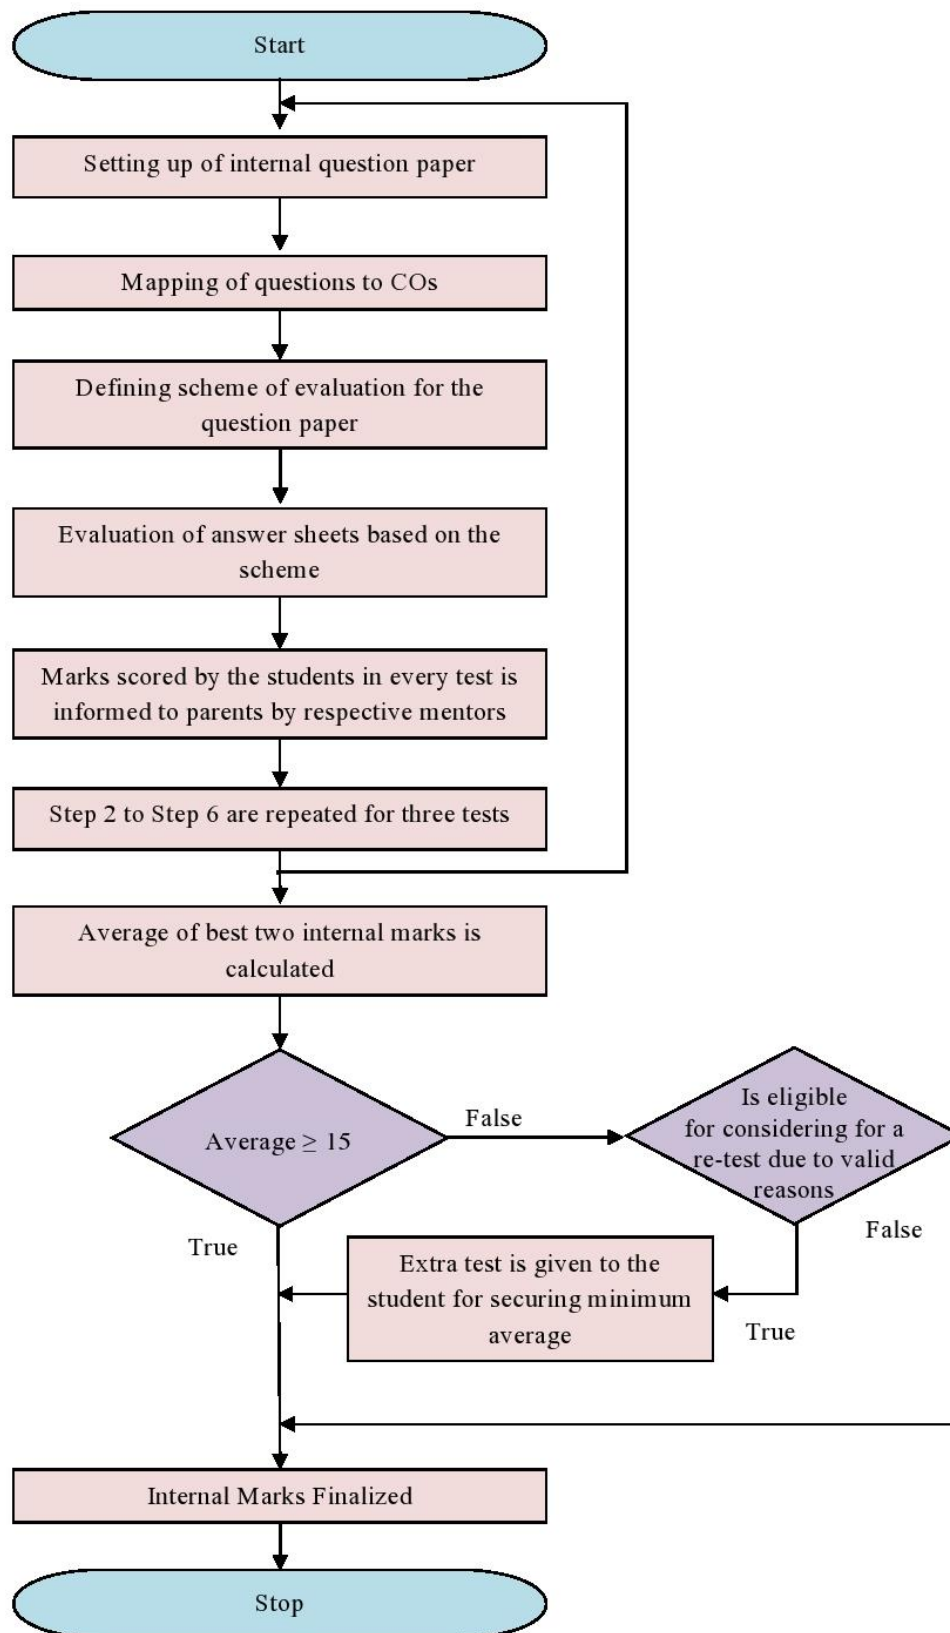 Start
Setting up of internal question paper
Mapping of questions to COs
Defining scheme of evaluation for the
question paper
Evaluation of answer sheets based on the
scheme
Marks scored by the students in every test is
informed to parents by respective mentors
Step 2 to Step 6 are repeated for three tests
Average of best two internal marks is
calculated
Average ≥ 15
False
Is eligible
for considering for a
re-test due to valid
reasons
False
True
Extra test is given to the
student for securing minimum
average
True
Internal Marks Finalized
Stop